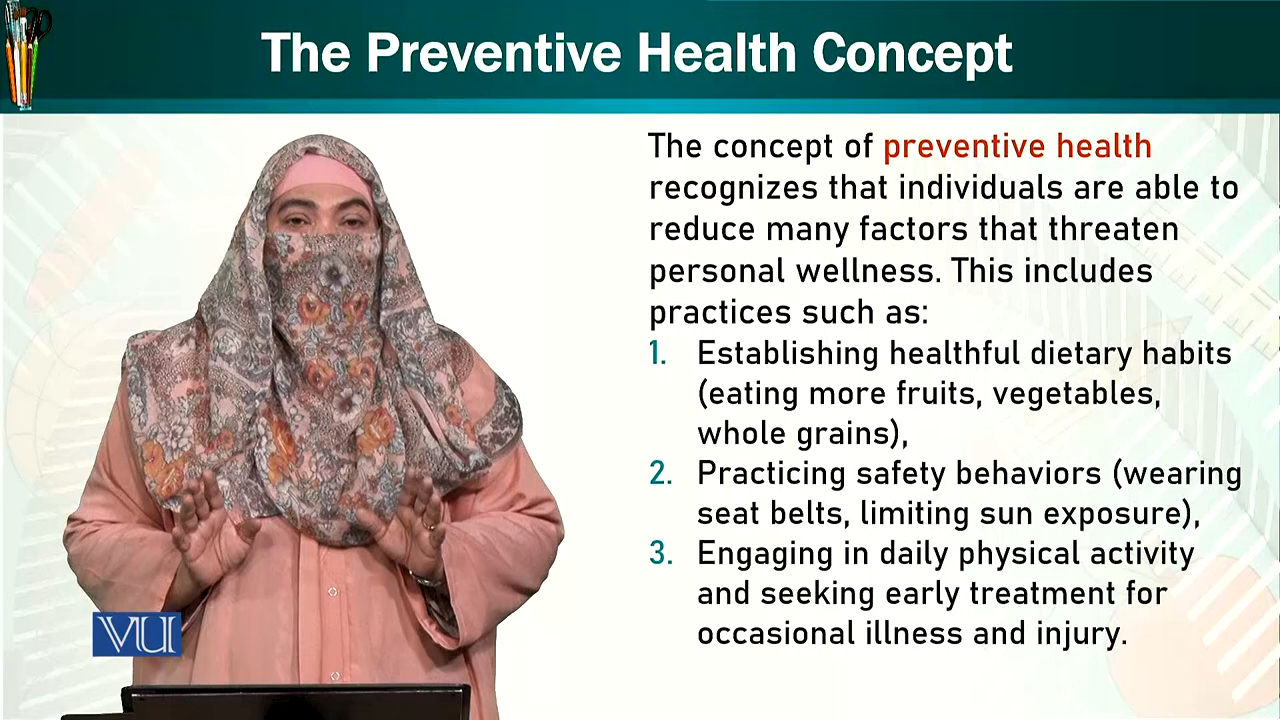 The Preventive Health Concept
The concept of preventive health
recognizes that individuals are able to
reduce many factors that threaten
personal wellness. This includes
practices such as:
1. Establishing healthful dietary habits
(eating more fruits, vegetables,
whole grains),
2. Practicing safety behaviors (wearing
seat belts, limiting sun exposure),
3. Engaging in daily physical activity
and seeking early treatment for
occasional illness and injury.
VU